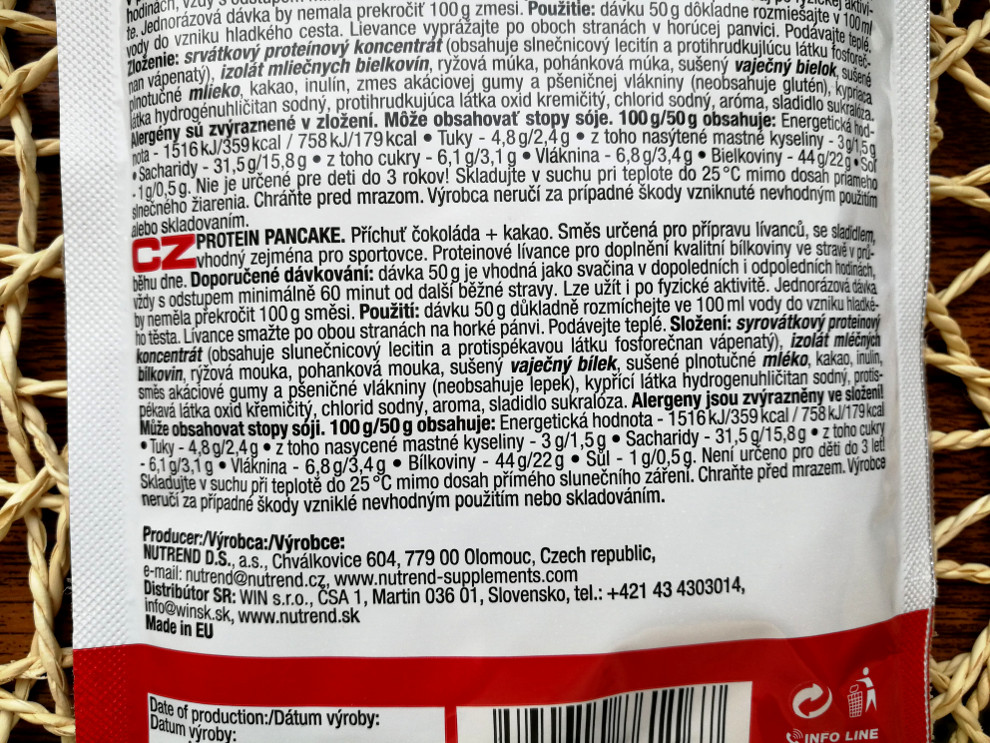 hodinách, vždy s odstupom
te. Jednorázová dávka by nemala prekročiť 100 g zmesi. Použitie: dávku 50 g dôkladne rozmiešajte v 100 ml
vody do vzniku hladkého cesta. Lievance vyprážajte po oboch stranách v horúcej panvici. Podávajte teplé.
Zloženie: srvátkový proteínový koncentrát (obsahuje slnečnicový lecitín a protihrudkujúcu látku fosforeč-
nan vápenatý), izolát mliečnych bielkovín, ryžová múka, pohánková múka, sušený vaječný bielok, sušené
plnotučné mlieko, kakao, inulín, zmes akáciovej gumy a pšeničnej vlákniny (neobsahuje glutén), kypriaca
látka hydrogénuhličitan sodný, protihrudkujúca látka oxid kremičitý, chlorid sodný, aróma, sladidlo sukralóza.
Alergény sú zvýraznené v zložení. Môže obsahovať stopy sóje. 100 g/50 g obsahuje: Energetická hod-
nota - 1516 kJ/359 kcal / 758 kJ/179 kcal • Tuky - 4,8 g/2,4 g • z toho nasýtené mastné kyseliny - 3 g/1,5 g
• Sacharidy - 31,5 g/15,8 g • z toho cukry - 6,1 g/3,1 g • Vláknina - 6,8 g/3,4 g • Bielkoviny - 44 g/22 g • Soľ
- 1 g/0,5 g. Nie je určené pre deti do 3 rokov! Skladujte v suchu pri teplote do 25 °C mimo dosah priameho
slnečného žiarenia. Chráňte pred mrazom. Výrobca neručí za prípadné škody vzniknuté nevhodným použitím
alebo skladovaním.
CZ PROTEIN PANCAKE. Příchuť čokoláda + kakao. Směs určená pro přípravu lívanců, se sladidlem,
vhodný zejména pro sportovce. Proteinové lívance pro doplnění kvalitní bílkoviny ve stravě v prů-
běhu dne. Doporučené dávkování: dávka 50 g je vhodná jako svačina v dopoledních i odpoledních hodinách,
vždy s odstupem minimálně 60 minut od další běžné stravy. Lze užít i po fyzické aktivitě. Jednorázová dávka
by neměla překročit 100 g směsi. Použití: dávku 50 g důkladně rozmíchejte ve 100 ml vody do vzniku hladké-
ho těsta. Lívance smažte po obou stranách na horké pánvi. Podávejte teplé. Složení: syrovátkový proteinový
koncentrát (obsahuje slunečnicový lecitin a protispékavou látku fosforečnan vápenatý), izolát mléčných
bílkovin, rýžová mouka, pohanková mouka, sušený vaječný bílek, sušené plnotučné mléko, kakao, inulin,
směs akáciové gumy a pšeničné vlákniny (neobsahuje lepek), kypřící látka hydrogenuhličitan sodný, protis-
pékavá látka oxid křemičitý, chlorid sodný, aroma, sladidlo sukralóza. Alergeny jsou zvýrazněny ve složení!
Může obsahovat stopy sóji. 100 g/50 g obsahuje: Energetická hodnota - 1516 kJ/359 kcal / 758 kJ/179 kcal
• Tuky - 4,8 g/2,4 g • z toho nasycené mastné kyseliny - 3 g/1,5 g • Sacharidy - 31,5 g/15,8 g • z toho cukry
- 6,1 g/3,1 g • Vláknina - 6,8 g/3,4 g • Bílkoviny - 44 g/22 g • Sůl - 1 g/0,5 g. Není určeno pro děti do 3 let!
Skladujte v suchu při teplotě do 25 °C mimo dosah přímého slunečního záření. Chraňte před mrazem. Výrobce
neručí za případné škody vzniklé nevhodným použitím nebo skladováním.
Producer:/Výrobca:/Výrobce:
NUTREND D.S., a.s., Chválkovice 604, 779 00 Olomouc, Czech republic,
e-mail: nutrend@nutrend.cz, www.nutrend-supplements.com
Distribútor SR: WIN s.r.o., ČSA 1, Martin 036 01, Slovensko, tel.: +421 43 4303014,
info@winsk.sk, www.nutrend.sk
Made in EU
Date of production:/Dátum výroby:
Datum výroby:
INFO LINE